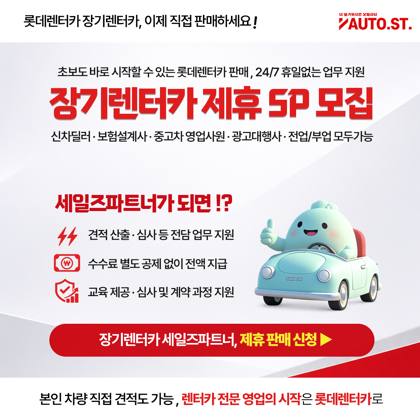 롯데렌터카 장기렌터카, 이제 직접 판매하세요!
AUTO.ST.
초보도 바로 시작할 수 있는 롯데렌터카 판매, 24/7 휴일없는 업무 지원
장기렌터카 제휴 SP 모집
신차딜러 · 보험설계사 · 중고차 영업사원 · 광고대행사 · 전업/부업 모두가능
세일즈파트너가 되면 !?
견적 산출 · 심사 등 전담 업무 지원
수수료 별도 공제 없이 전액 지급
교육 제공 · 심사 및 계약 과정 지원
장기렌터카 세일즈파트너, 제휴 판매 신청 ▶
본인 차량 직접 견적도 가능, 렌터카 전문 영업의 시작은 롯데렌터카로